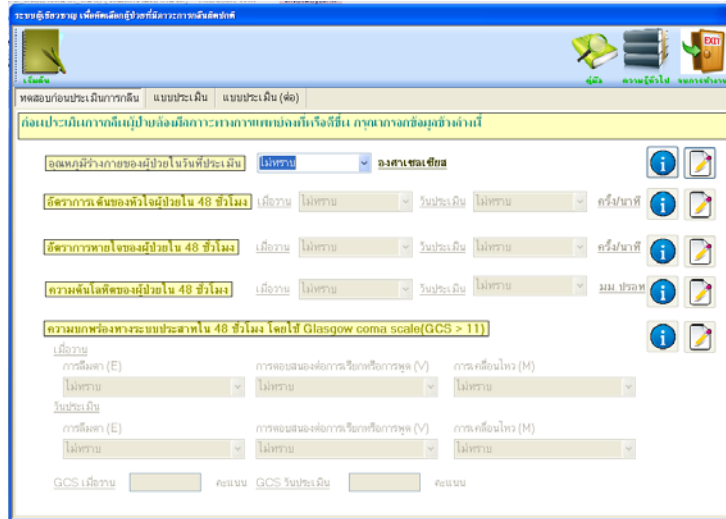 ระบบผู้เชี่ยวชาญ เพื่อคัดเลือกผู้ป่วยที่มีภาวะการกลืนผิดปกติ
เริ่มต้น คู่มือ ความรู้ทั่วไป จบการทำงาน
ทดสอบก่อนประเมินการกลืน แบบประเมิน แบบประเมิน (ต่อ)
ก่อนประเมินการกลืนผู้ป่วยต้องมีสภาวะทางการแพทย์คงที่หรือดีขึ้น กรุณากรอกข้อมูลข้างล่างนี้
อุณหภูมิร่างกายของผู้ป่วยในวันที่ประเมิน ไม่ทราบ องศาเซลเซียส
อัตราการเต้นของหัวใจผู้ป่วยใน 48 ชั่วโมง เมื่อวาน ไม่ทราบ วันประเมิน ไม่ทราบ ครั้ง/นาที
อัตราการหายใจของผู้ป่วยใน 48 ชั่วโมง เมื่อวาน ไม่ทราบ วันประเมิน ไม่ทราบ ครั้ง/นาที
ความดันโลหิตของผู้ป่วยใน 48 ชั่วโมง เมื่อวาน ไม่ทราบ วันประเมิน ไม่ทราบ มม ปรอท
ความบกพร่องทางระบบประสาทใน 48 ชั่วโมง โดยใช้ Glasgow coma scale(GCS > 11)
เมื่อวาน
การลืมตา (E) การตอบสนองต่อการเรียกหรือการพูด (V) การเคลื่อนไหว (M)
ไม่ทราบ ไม่ทราบ ไม่ทราบ
วันประเมิน
การลืมตา (E) การตอบสนองต่อการเรียกหรือการพูด (V) การเคลื่อนไหว (M)
ไม่ทราบ ไม่ทราบ ไม่ทราบ
GCS เมื่อวาน คะแนน GCS วันประเมิน คะแนน